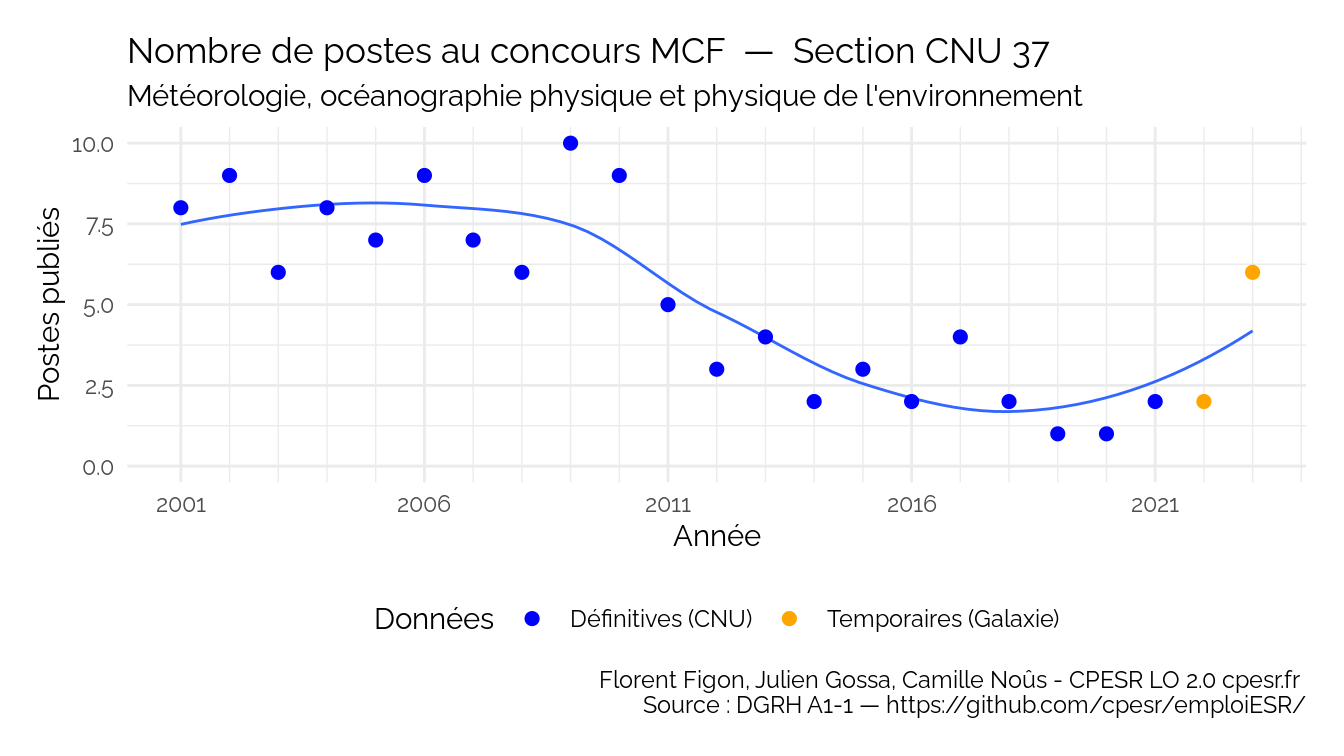 Nombre de postes au concours MCF — Section CNU 37
Météorologie, océanographie physique et physique de l'environnement
Postes publiés
10.0
7.5
5.0
2.5
0.0
2001 2006 2011 2016 2021
Année
Données Définitives (CNU) Temporaires (Galaxie)
Florent Figon, Julien Gossa, Camille Noûs - CPESR LO 2.0 cpesr.fr
Source : DGRH A1-1 — https://github.com/cpesr/emploiESR/